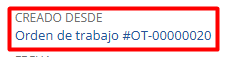 CREADO DESDE
Orden de trabajo #OT-00000020